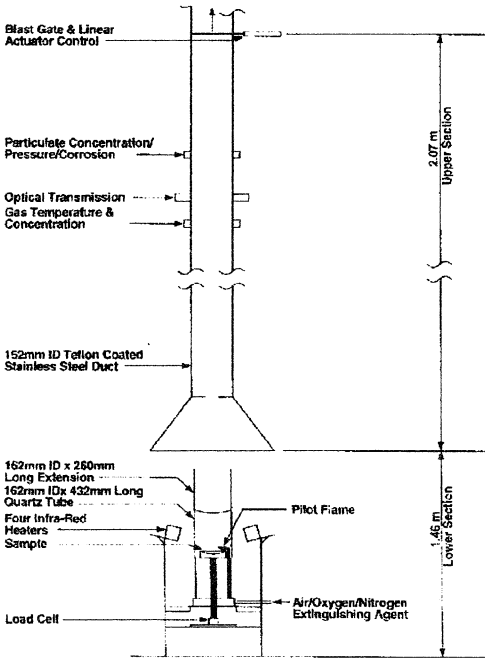 Blast Gate & Linear
Actuator Control
Particulate Concentration/
Pressure/Corrosion
Optical Transmission
Gas Temperature &
Concentration
2.07 m
Upper Section
152mm ID Teflon Coated
Stainless Steel Duct
162mm ID x 260mm
Long Extension
162mm IDx 432mm Long
Quartz Tube
Four Infra-Red
Heaters
Sample
Pilot Flame
1.46 m
Lower Section
Load Cell
Air/Oxygen/Nitrogen
Extinguishing Agent